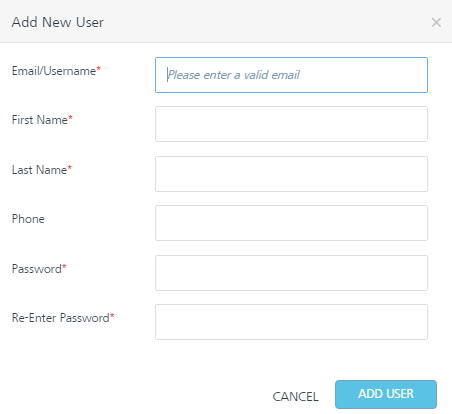 Add New User ×
Email/Username* Please enter a valid email
First Name*
Last Name*
Phone
Password*
Re-Enter Password*
CANCEL ADD USER